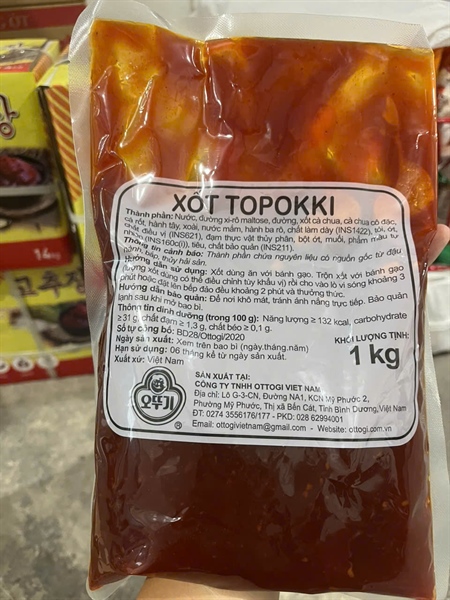 XỐT TOPOKKI
Thành phần: Nước, đường xi-rô maltose, đường, xốt cà chua, cà chua cô đặc,
cà rốt, hành tây, xoài, nước mắm, hành ba rô, chất làm dày (INS1422), tỏi, ớt,
chất điều vị (INS621), đạm thực vật thủy phân, bột ớt, muối, phẩm màu tự
nhiên (INS160c(i)), tiêu, chất bảo quản (INS211).
Thông tin cảnh báo: Thành phần chứa nguyên liệu có nguồn gốc từ đậu
nành, bắp, thủy hải sản.
Hướng dẫn sử dụng: Xốt dùng ăn với bánh gạo. Trộn xốt với bánh gạo
(lượng xốt dùng có thể điều chỉnh tùy khẩu vị) rồi cho vào lò vi sóng khoảng 3
phút hoặc đặt lên bếp đảo đều khoảng 2 phút và thưởng thức.
Hướng dẫn bảo quản: Để nơi khô mát, tránh ánh nắng trực tiếp. Bảo quản
lạnh sau khi mở bao bì.
Thông tin dinh dưỡng (trong 100 g): Năng lượng ≥ 132 kcal, carbohydrate
≥ 31 g, chất đạm ≥ 1,3 g, chất béo ≥ 0,1 g.
Số tự công bố: BD28/Ottogi/2020
Ngày sản xuất: Xem trên bao bì (ngày.tháng.năm)
Hạn sử dụng: 06 tháng kể từ ngày sản xuất.
Xuất xứ: Việt Nam
KHỐI LƯỢNG TỊNH:
1 kg
오뚜기
®
SẢN XUẤT TẠI:
CÔNG TY TNHH OTTOGI VIỆT NAM
Địa chỉ: Lô G-3-CN, Đường NA1, KCN Mỹ Phước 2,
Phường Mỹ Phước, Thị xã Bến Cát, Tỉnh Bình Dương,Việt Nam
ĐT: 0274 3556176/177 - PKD: 028 62994001
Email: ottogivietnam@gmail.com - Website: ottogi.com.vn